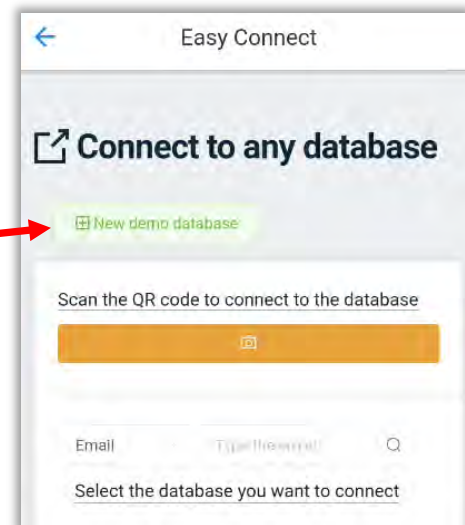 Easy Connect
Connect to any database
New demo database
Scan the QR code to connect to the database
Email
Select the database you want to connect